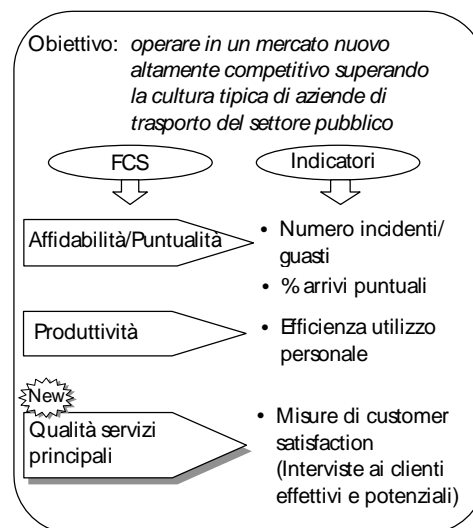 Obiettivo: operare in un mercato nuovo
altamente competitivo superando
la cultura tipica di aziende di
trasporto del settore pubblico
FCS
Indicatori
Affidabilità/Puntualità
• Numero incidenti/
guasti
• % arrivi puntuali
Produttività
• Efficienza utilizzo
personale
New
Qualità servizi
principali
• Misure di customer
satisfaction
(Interviste ai clienti
effettivi e potenziali)